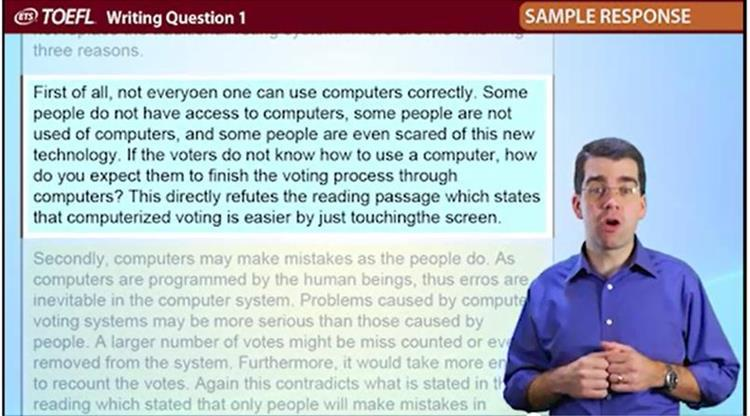 ETS TOEFL Writing Question 1
SAMPLE RESPONSE
three reasons.
First of all, not everyoen one can use computers correctly. Some
people do not have access to computers, some people are not
used of computers, and some people are even scared of this new
technology. If the voters do not know how to use a computer, how
do you expect them to finish the voting process through
computers? This directly refutes the reading passage which states
that computerized voting is easier by just touchingthe screen.
Secondly, computers may make mistakes as the people do. As
computers are programmed by the human beings, thus erros are
inevitable in the computer system. Problems caused by compute
voting systems may be more serious than those caused by
people. A larger number of votes might be miss counted or eve
removed from the system. Furthermore, it would take more en
to recount the votes. Again this contradicts what is stated in th
reading which stated that only people will make mistakes in